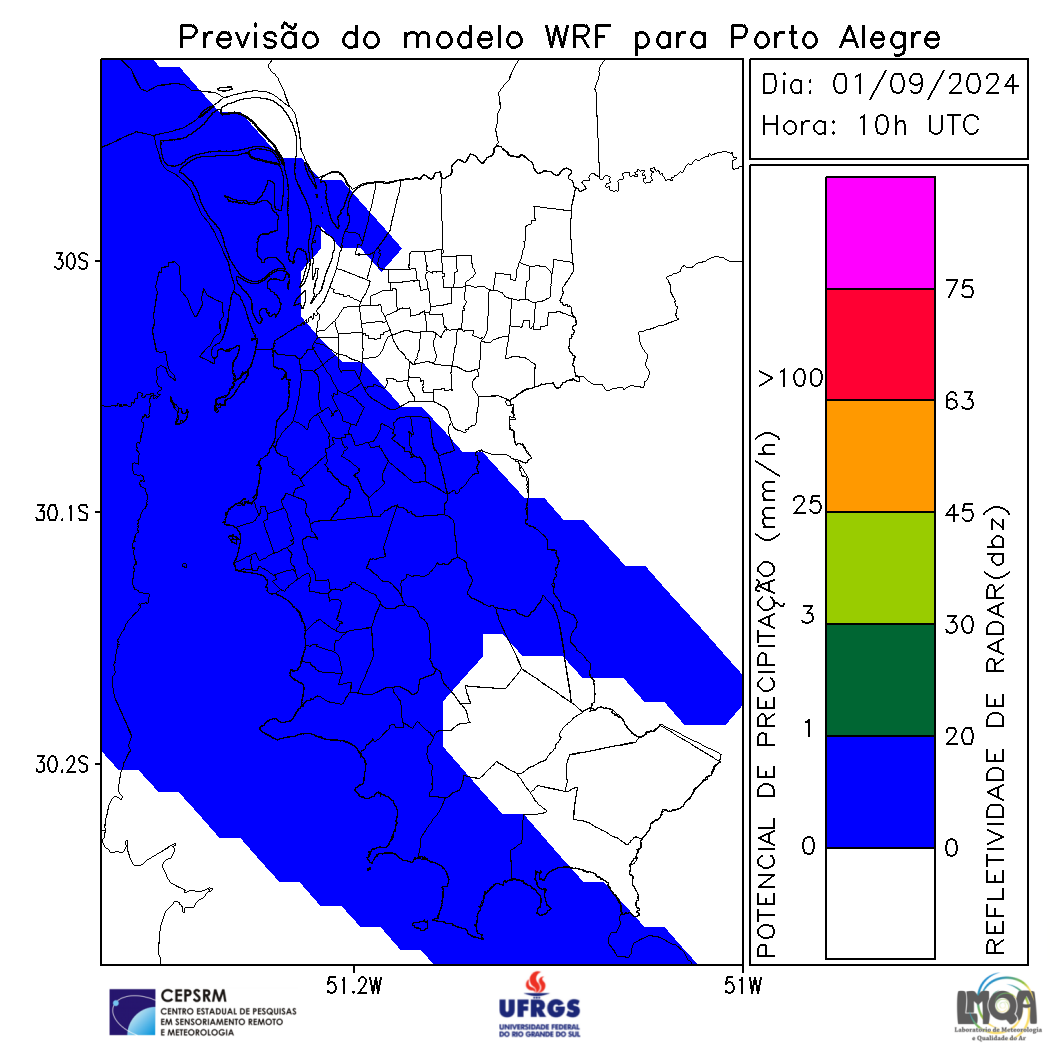 Previsão do modelo WRF para Porto Alegre
Dia: 01/09/2024
Hora: 10h UTC
30S
30.1S
30.2S
51.2W
51W
POTENCIAL DE PRECIPITAÇÃO (mm/h)
>100
25
3
1
0
75
63
45
30
20
0
REFLETIVIDADE DE RADAR(dbz)
CEPSRM
CENTRO ESTADUAL DE PESQUISAS
EM SENSORIAMENTO REMOTO
E METEOROLOGIA
UFRGS
UNIVERSIDADE FEDERAL
DO RIO GRANDE DO SUL
LMQA
Laboratório de Meteorologia
e Qualidade do Ar